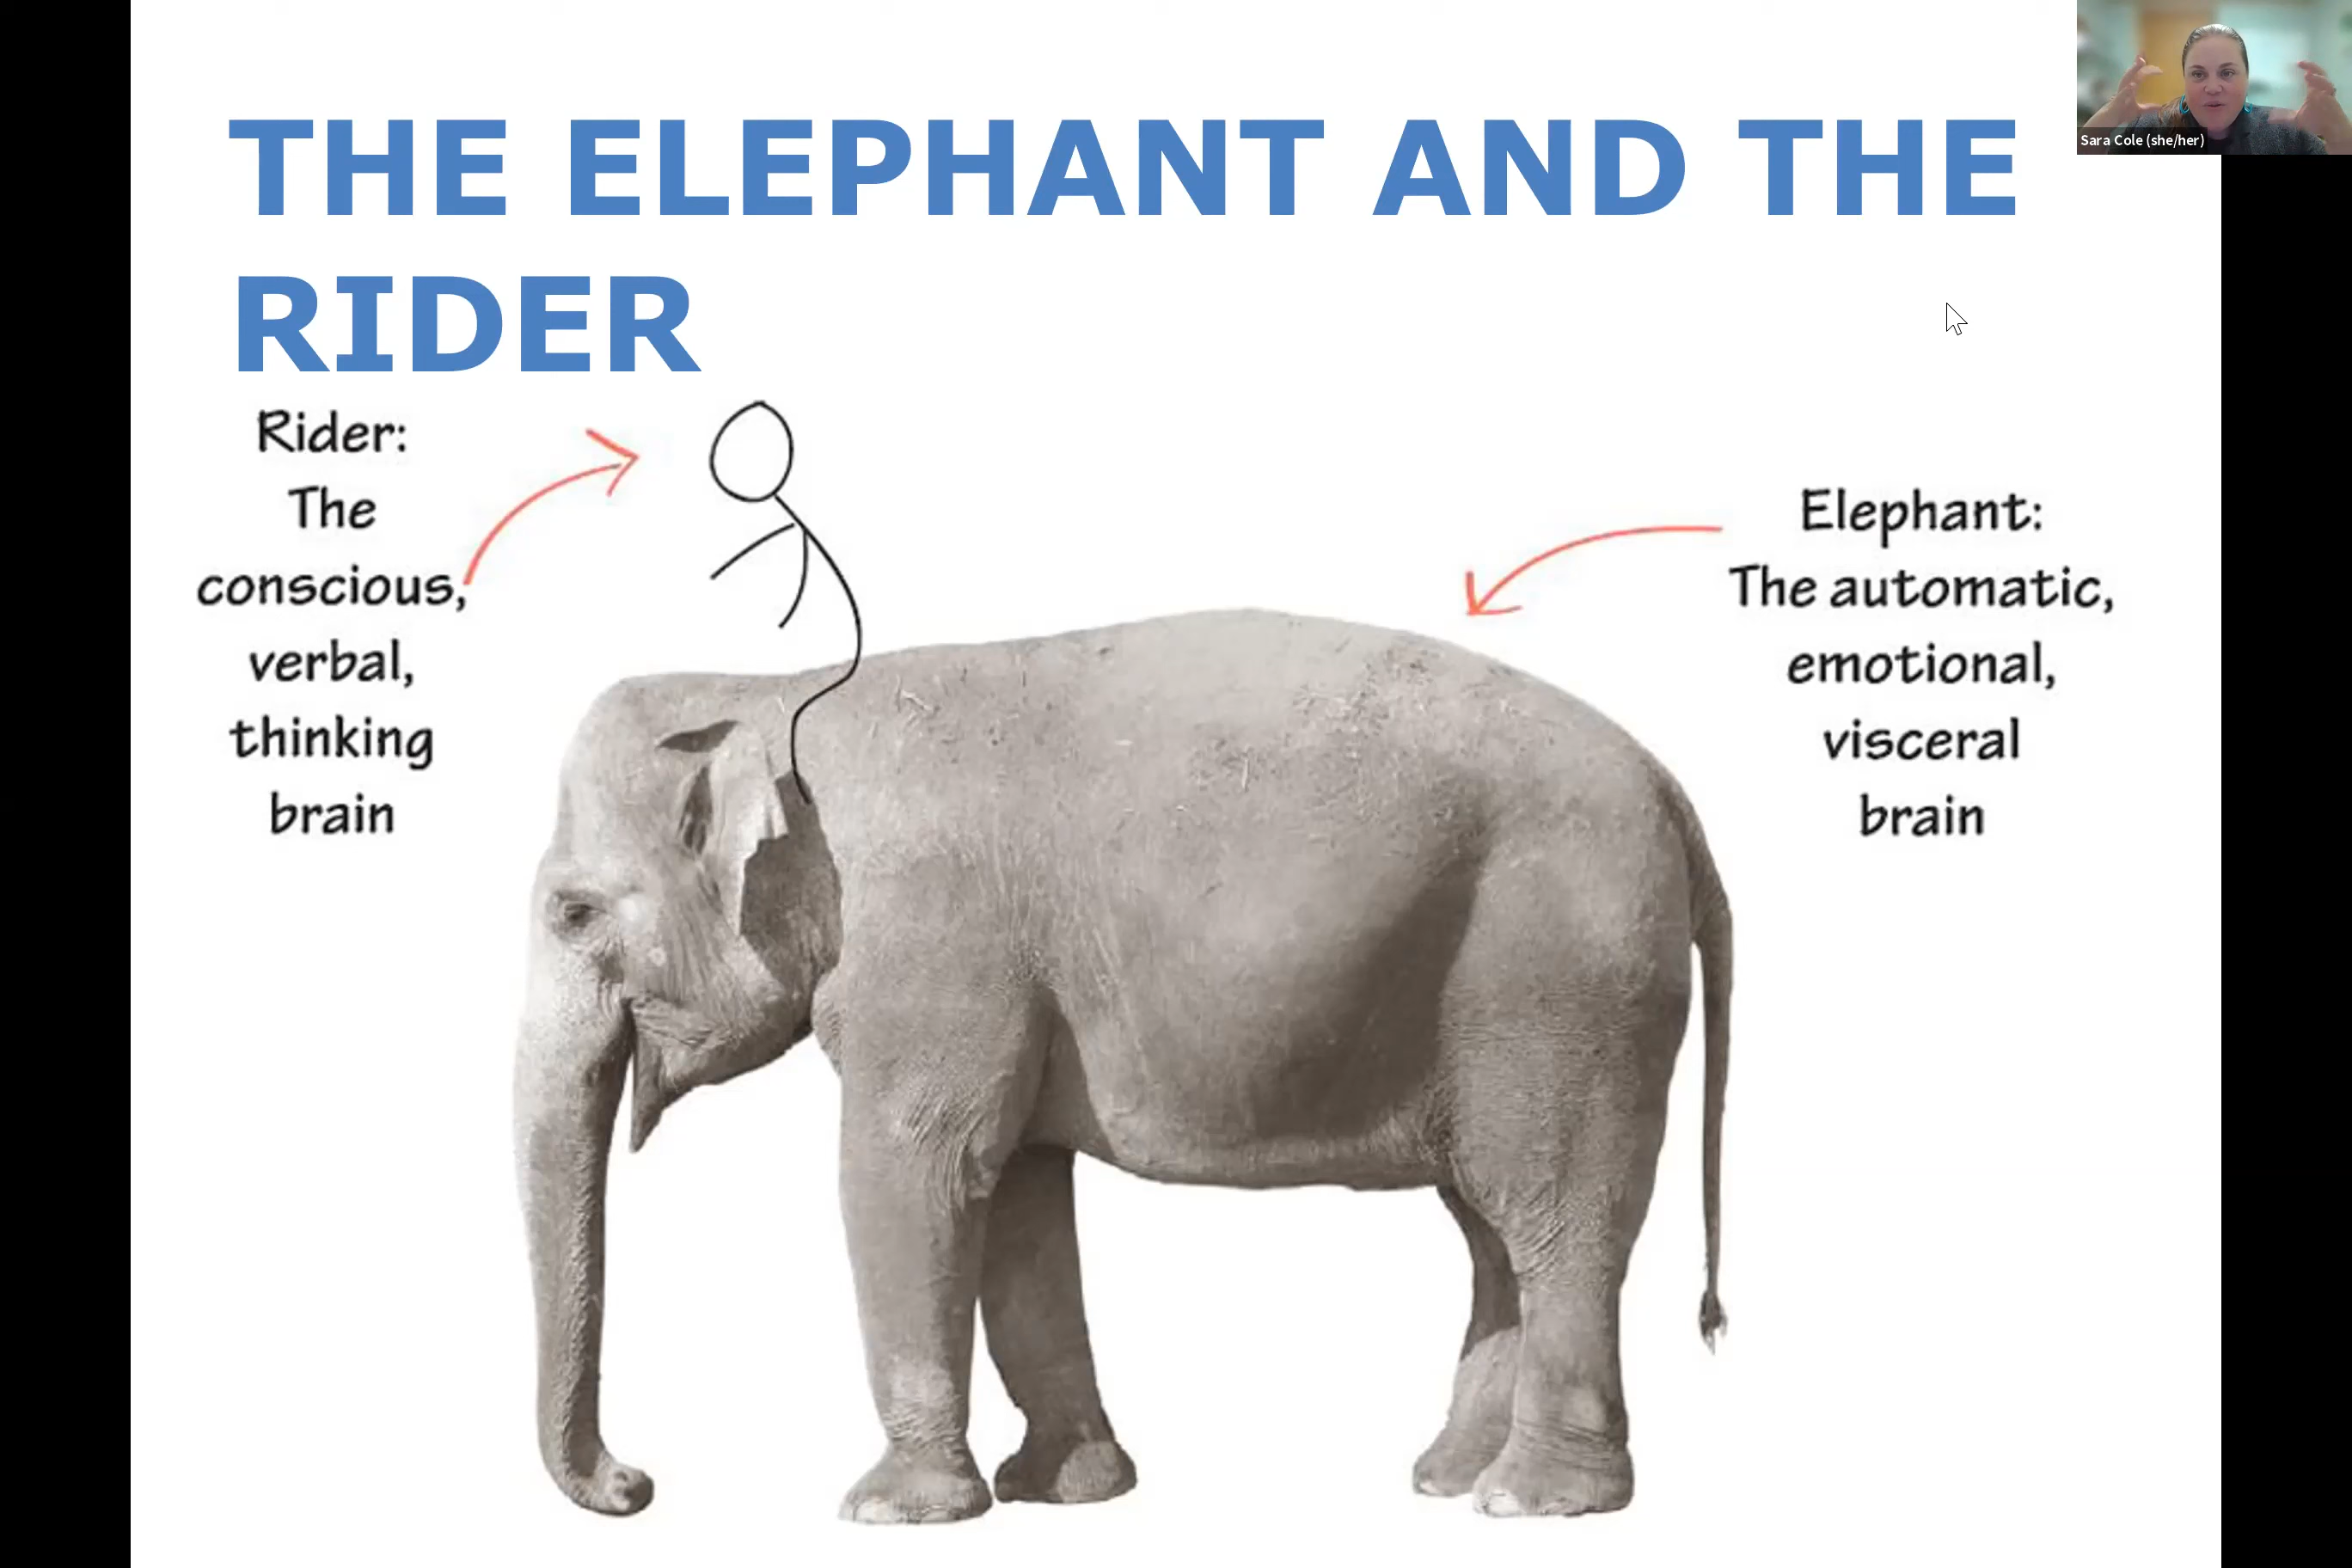 THE ELEPHANT AND THE
RIDER
Rider:
The
conscious,
verbal,
thinking
brain
Elephant:
The automatic,
emotional,
visceral
brain
Sara Cole (she/her)